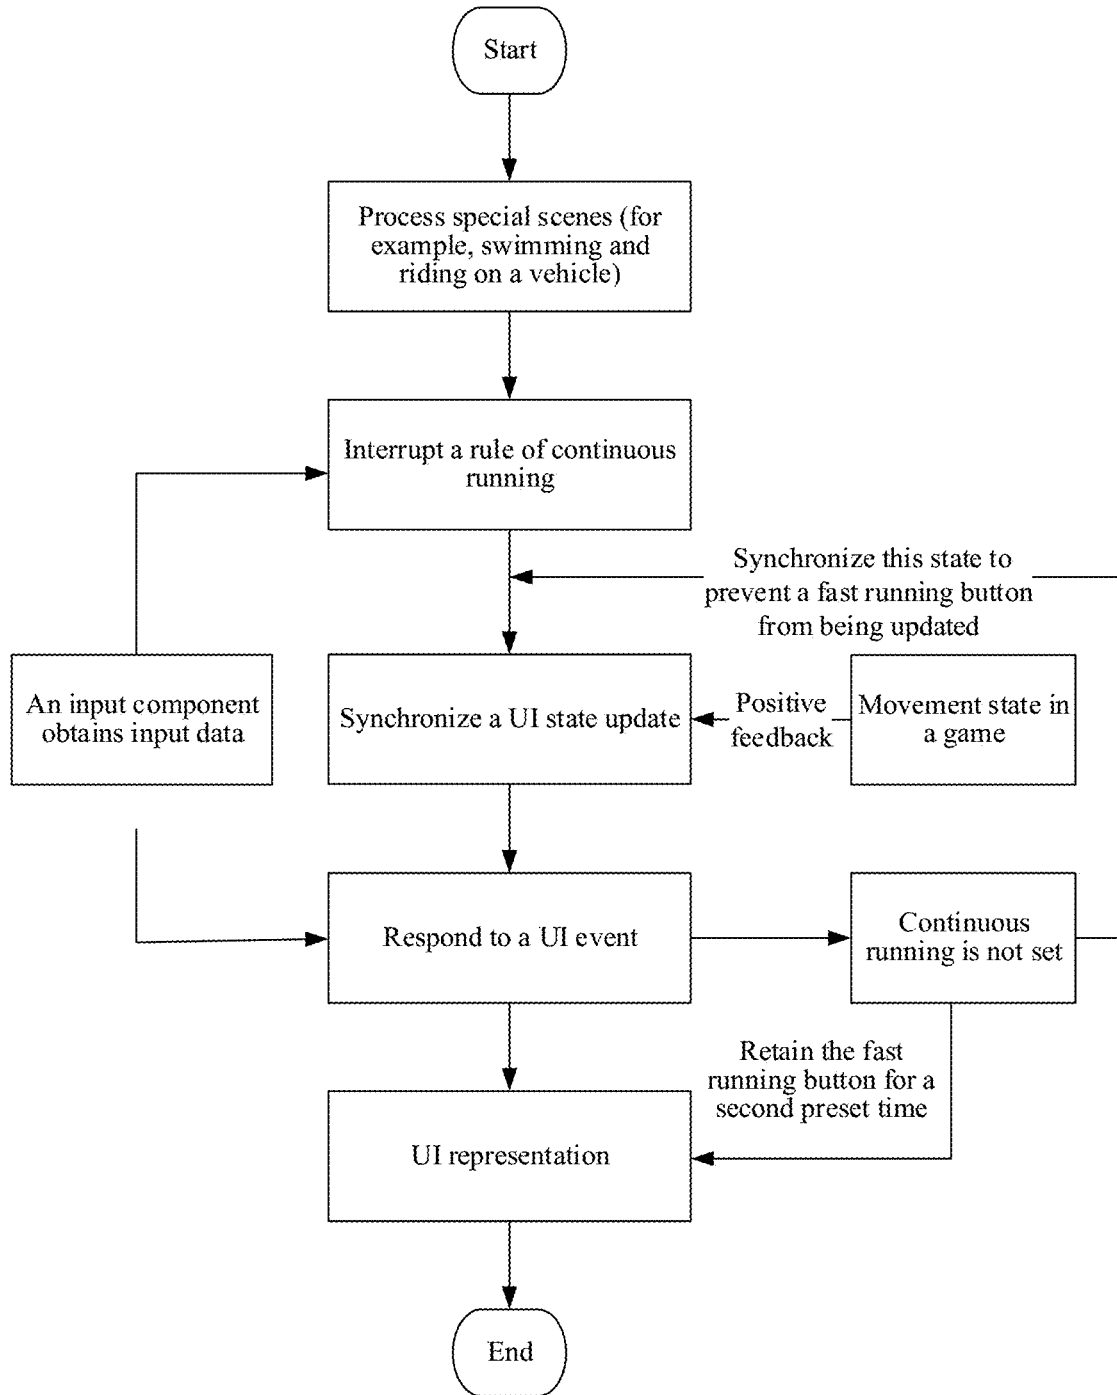 Start
Process special scenes (for
example, swimming and
riding on a vehicle)
Interrupt a rule of continuous
running
Synchronize this state to
prevent a fast running button
from being updated
An input component
obtains input data
Synchronize a UI state update
Positive
feedback
Movement state in
a game
Respond to a UI event
Continuous
running is not set
Retain the fast
running button for a
second preset time
UI representation
End